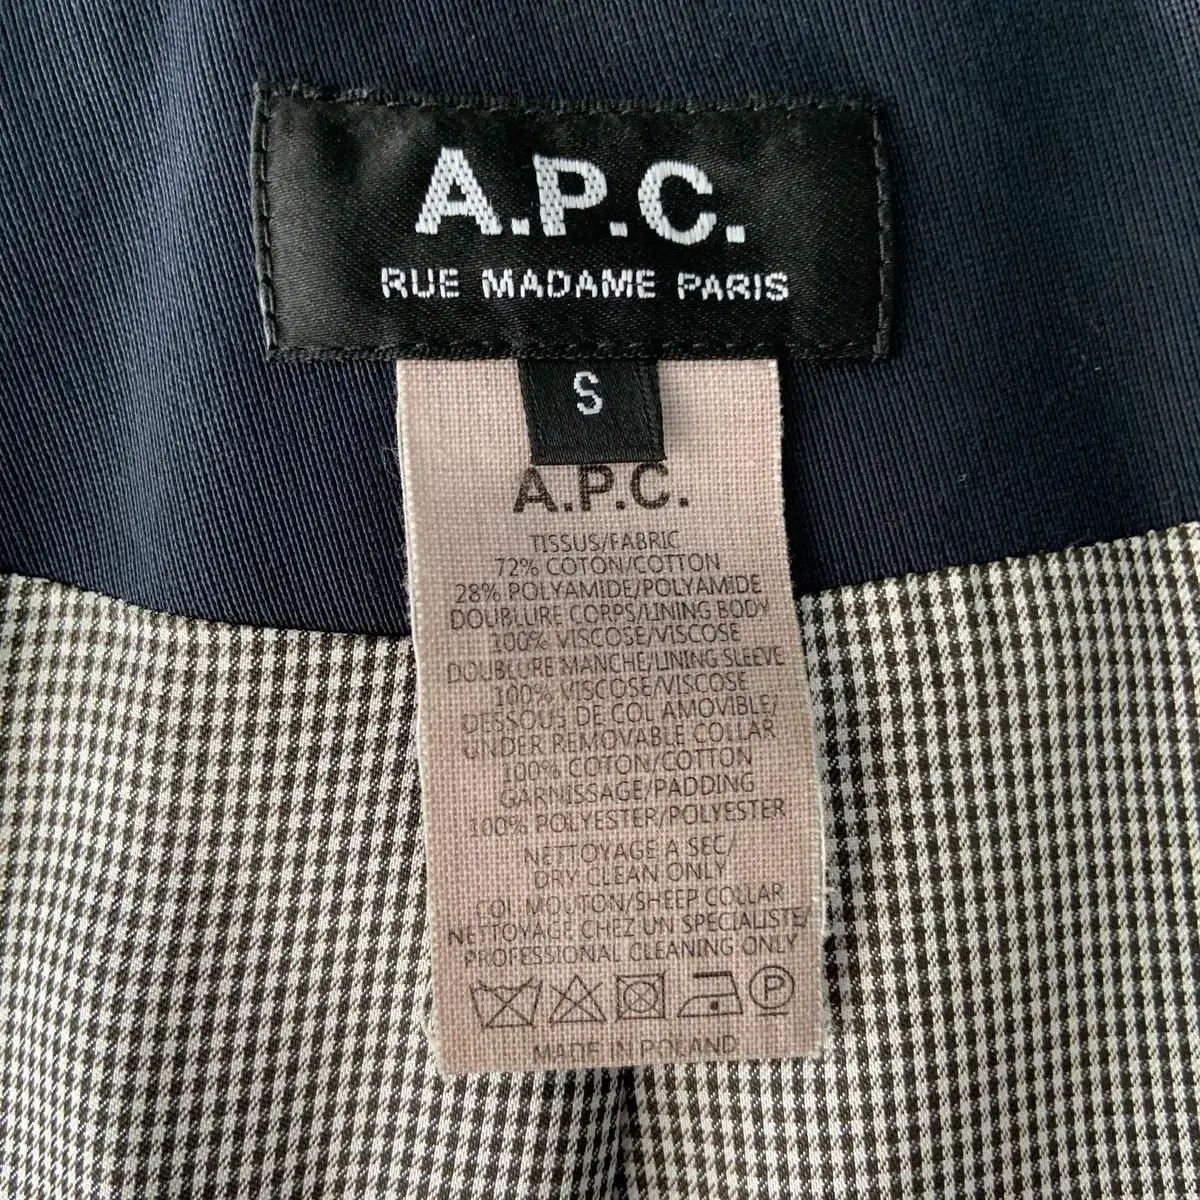 A.P.C.
RUE MADAME PARIS
S
A.P.C.
TISSUS/FABRIC
72% COTON/COTTON
28% POLYAMIDE/POLYAMIDE
DOUBLURE CORPS/LINING BODY
100% VISCOSE/VISCOSE
DOUBLURE MANCHE/LINING SLEEVE
100% VISCOSE/VISCOSE
DESSOUS DE COL AMOVIBLE/
UNDER REMOVABLE COLLAR
100% COTON/COTTON
GARNISSAGE/PADDING
100% POLYESTER/POLYESTER
NETTOYAGE A SEC/
DRY CLEAN ONLY
COL MOUTON/SHEEP COLLAR
NETTOYAGE CHEZ UN SPECIALISTE/
PROFESSIONAL CLEANING ONLY
P
MADE IN POLAND